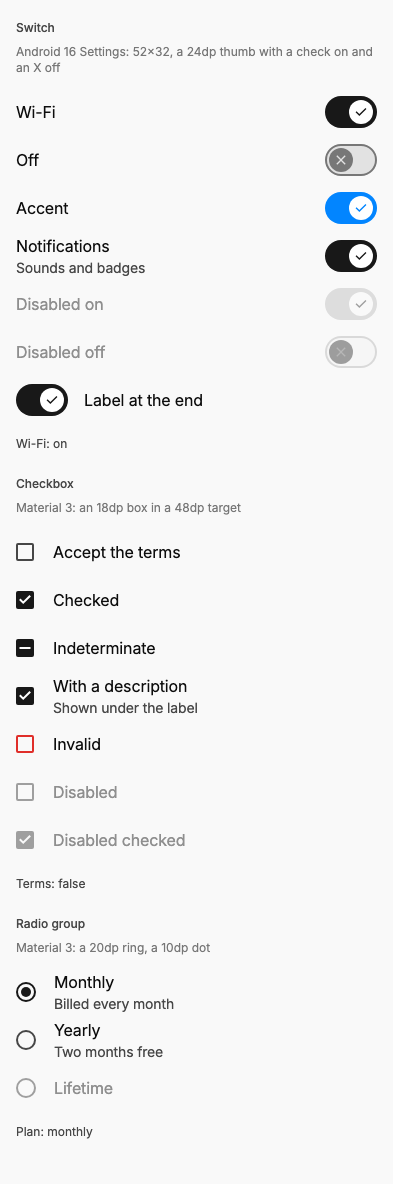 Switch
Android 16 Settings: 52×32, a 24dp thumb with a check on and
an X off
Wi-Fi
Off
Accent
Notifications
Sounds and badges
Disabled on
Disabled off
Label at the end
Wi-Fi: on
Checkbox
Material 3: an 18dp box in a 48dp target
Accept the terms
Checked
Indeterminate
With a description
Shown under the label
Invalid
Disabled
Disabled checked
Terms: false
Radio group
Material 3: a 20dp ring, a 10dp dot
Monthly
Billed every month
Yearly
Two months free
Lifetime
Plan: monthly